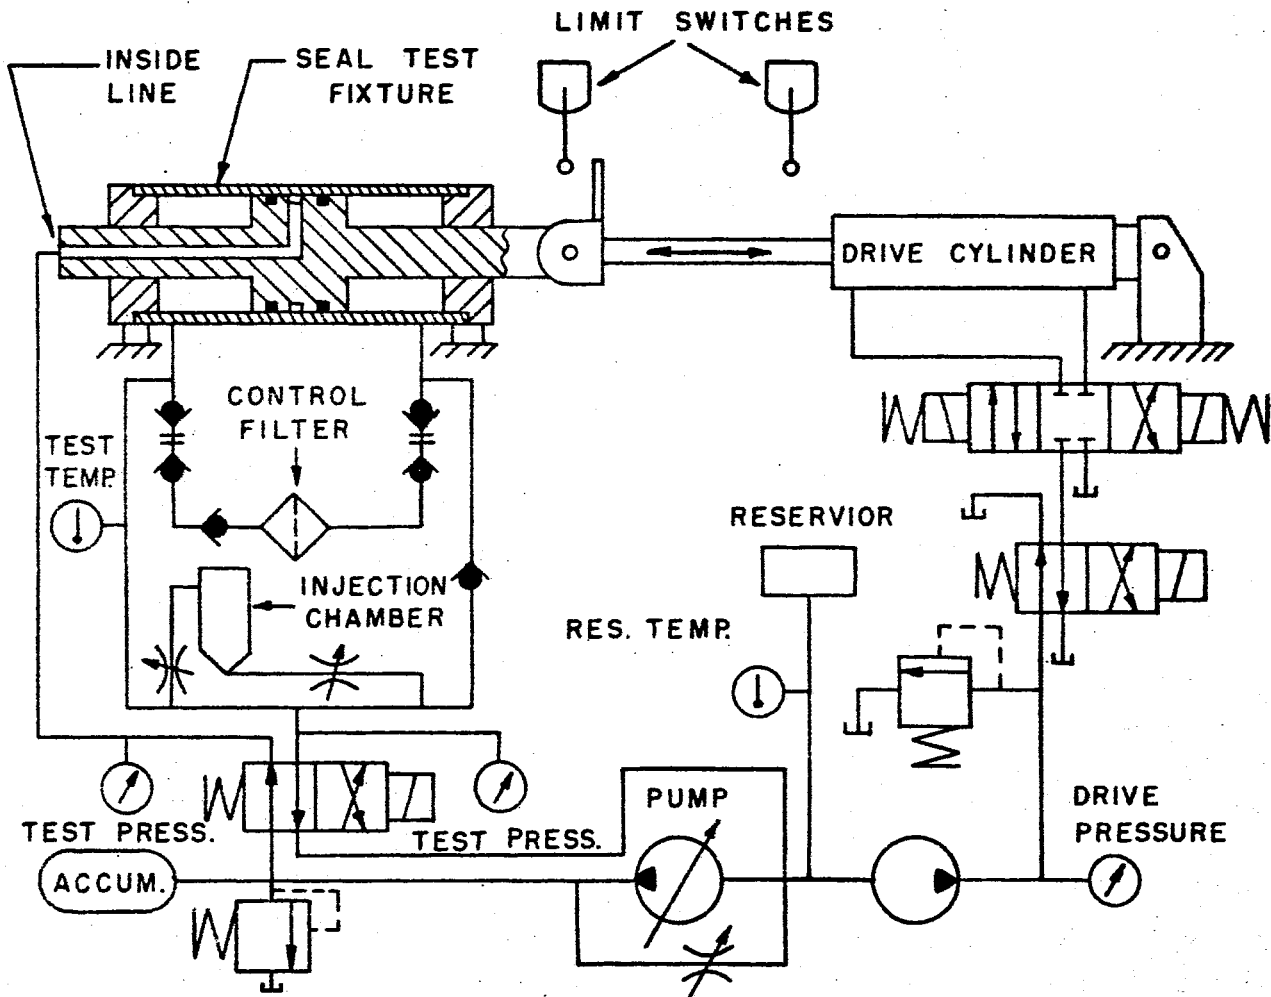 LIMIT SWITCHES
INSIDE
LINE
SEAL TEST
FIXTURE
DRIVE CYLINDER
CONTROL
FILTER
TEST
TEMP.
RESERVIOR
INJECTION
CHAMBER
RES. TEMP.
PUMP
DRIVE
PRESSURE
TEST PRESS.
TEST PRESS.
ACCUM.